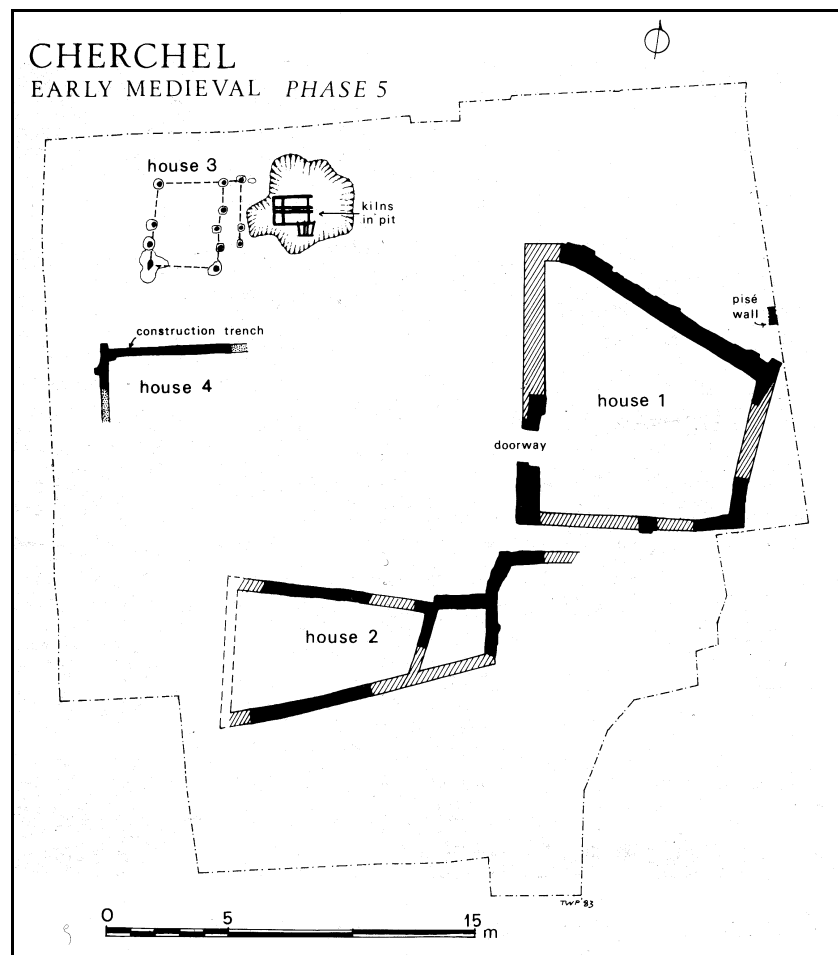 CHERCHEL
EARLY MEDIEVAL PHASE 5
house 3
kilns
in pit
pisé
wall
construction trench
house 4
house 1
doorway
house 2
TWP '83
0 5 15
m